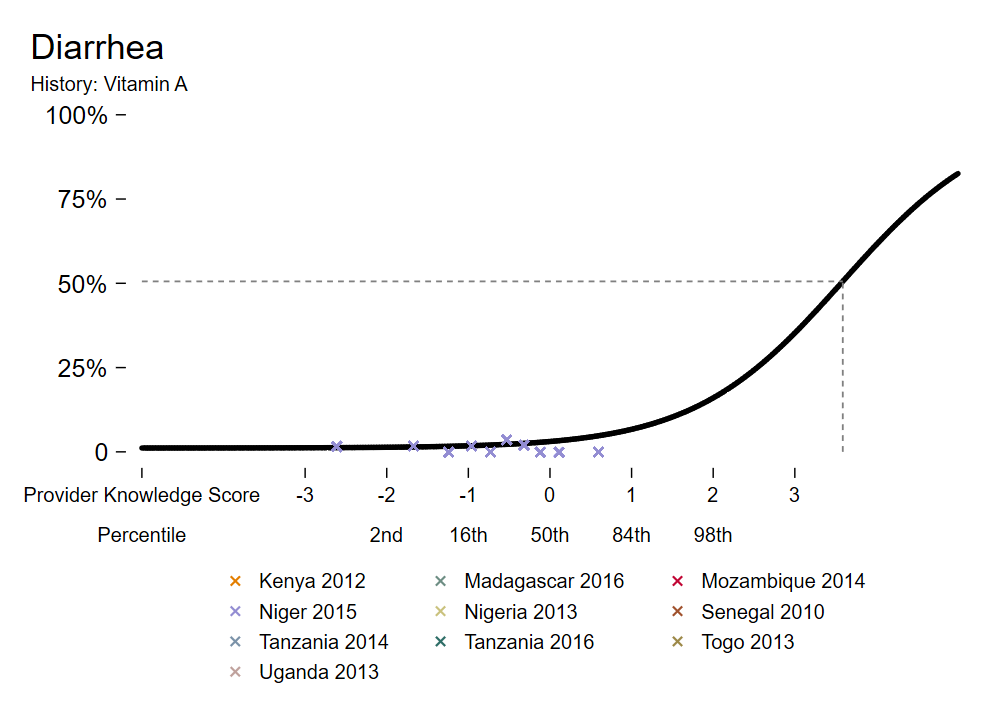 Diarrhea
History: Vitamin A
100%
75%
50%
25%
0
Provider Knowledge Score -3 -2 -1 0 1 2 3
Percentile 2nd 16th 50th 84th 98th
Kenya 2012 Madagascar 2016 Mozambique 2014
Niger 2015 Nigeria 2013 Senegal 2010
Tanzania 2014 Tanzania 2016 Togo 2013
Uganda 2013